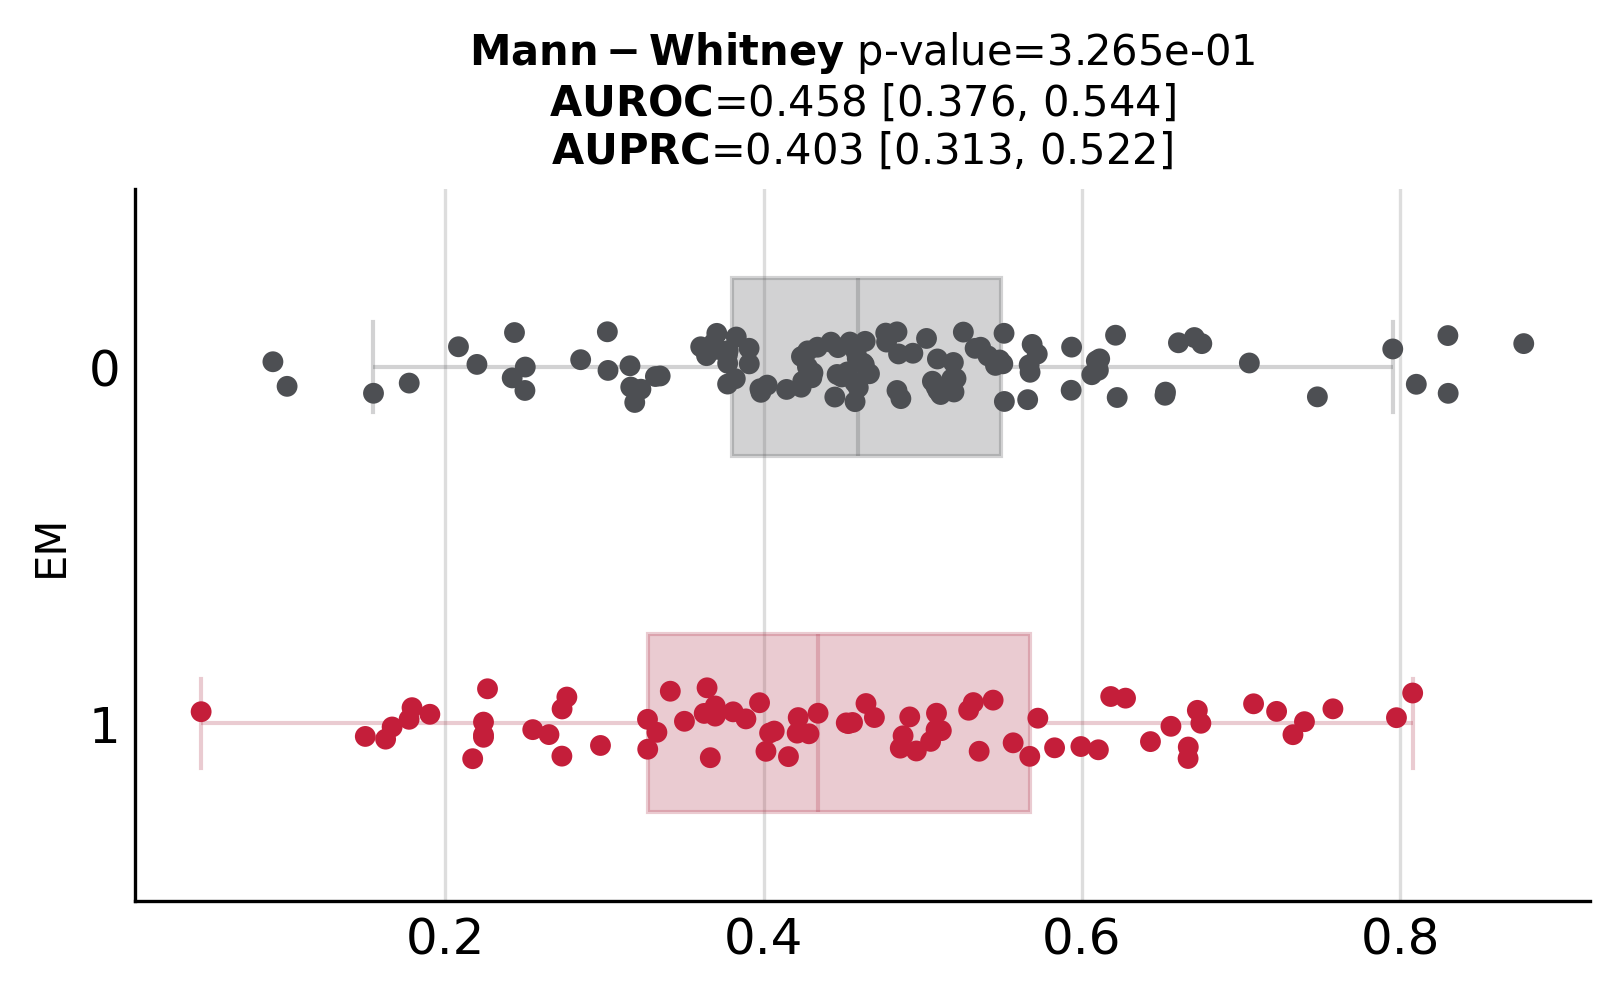 Mann − Whitney p-value=3.265e-01
AUROC=0.458 [0.376, 0.544]
AUPRC=0.403 [0.313, 0.522]
0
EM
1
0.2 0.4 0.6 0.8